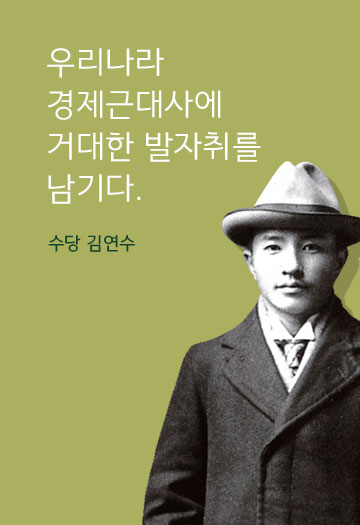 우리나라
경제근대사에
거대한 발자취를
남기다.
수당 김연수